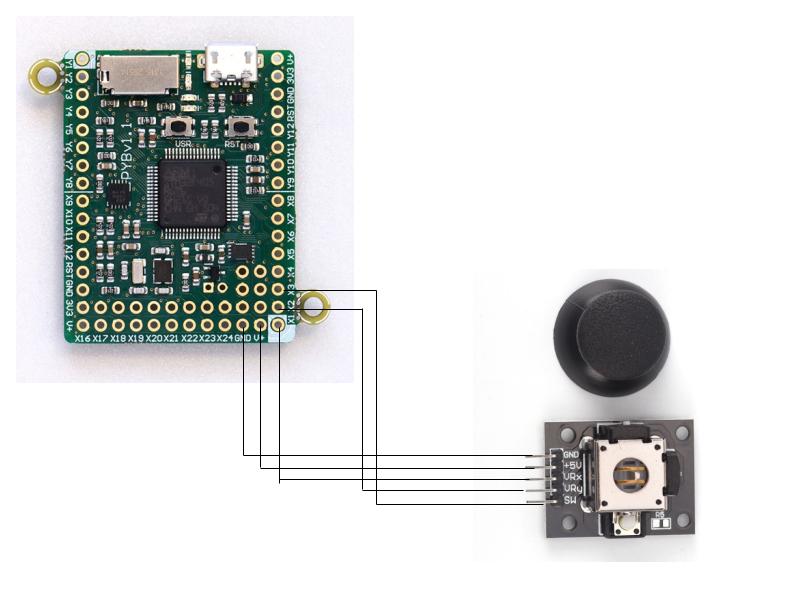 Y1 Y2 Y3 Y4 Y5 Y6 Y7 Y8 X9 X10 X11 X12 RST GND 3V3 V+
PYBv1.1
USR
RST
V+ 3V3 GND RST Y12 Y11 Y10 Y9 X8 X7 X6 X5 X4 X3 X2 X1
X16 X17 X18 X19 X20 X21 X22 X23 X24 GND V+
GND
+5V
VRx
VRy
SW
R5